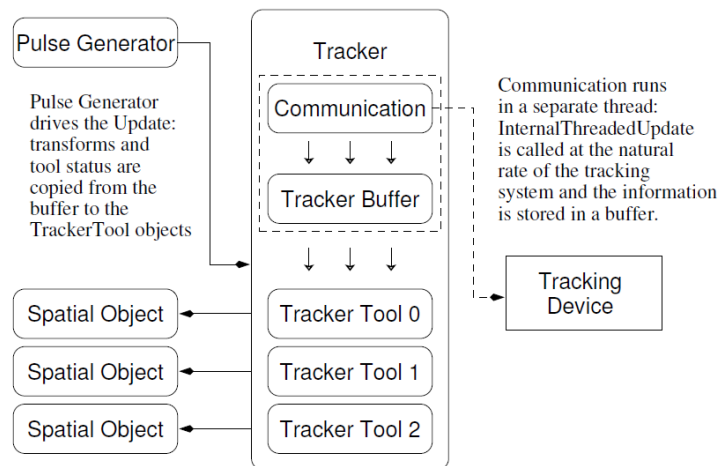 Pulse Generator
Pulse Generator
drives the Update:
transforms and
tool status are
copied from the
buffer to the
TrackerTool objects
Tracker
Communication
Tracker Buffer
Communication runs
in a separate thread:
InternalThreadedUpdate
is called at the natural
rate of the tracking
system and the information
is stored in a buffer.
Tracking
Device
Spatial Object
Tracker Tool 0
Spatial Object
Tracker Tool 1
Spatial Object
Tracker Tool 2